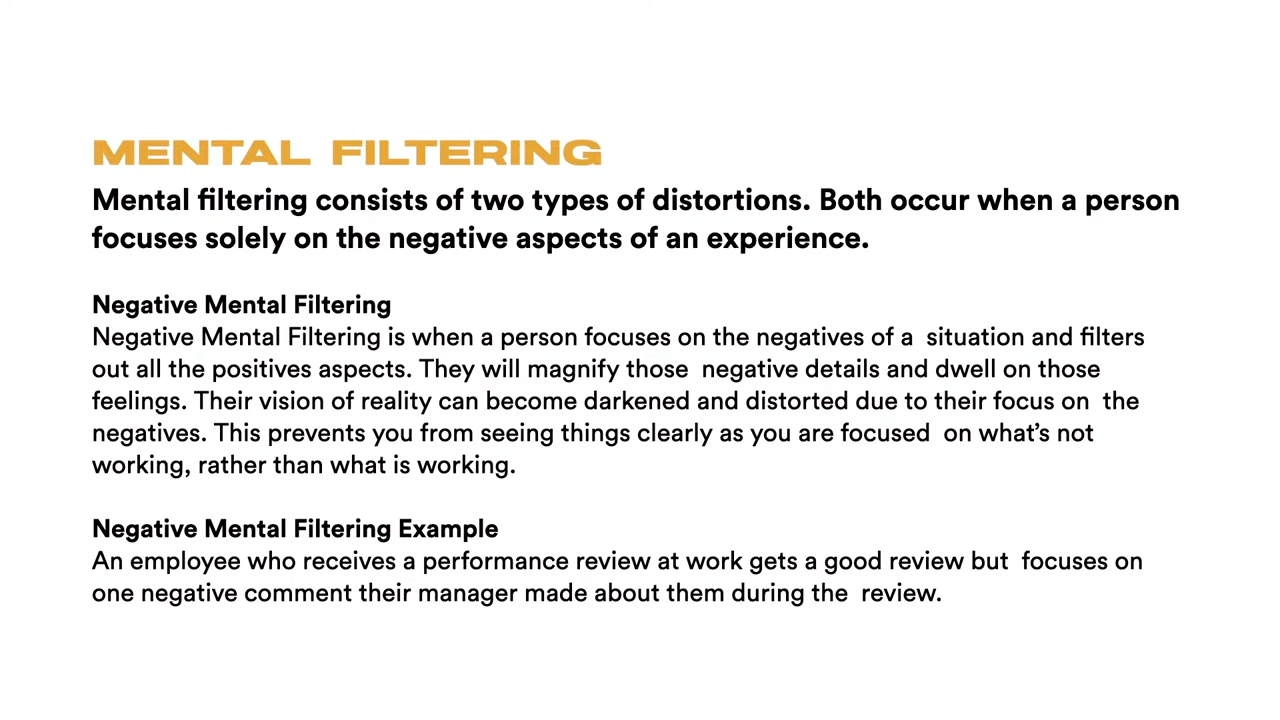 MENTAL FILTERING
Mental filtering consists of two types of distortions. Both occur when a person
focuses solely on the negative aspects of an experience.
Negative Mental Filtering
Negative Mental Filtering is when a person focuses on the negatives of a  situation and filters
out all the positives aspects. They will magnify those  negative details and dwell on those
feelings. Their vision of reality can become darkened and distorted due to their focus on  the
negatives. This prevents you from seeing things clearly as you are focused  on what’s not
working, rather than what is working.
Negative Mental Filtering Example
An employee who receives a performance review at work gets a good review but  focuses on
one negative comment their manager made about them during the  review.